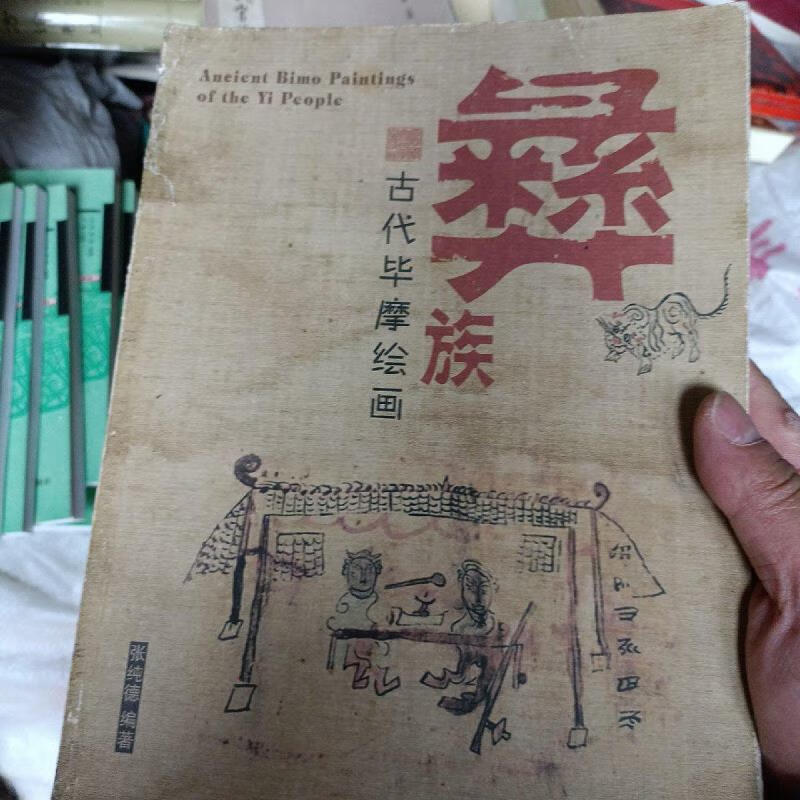 Ancient Bimo Paintings
of the Yi People
彝族
古代毕摩绘画
张纯德 编著